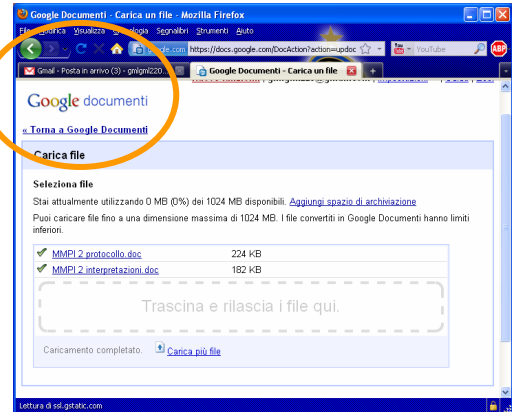 Google Documenti - Carica un file - Mozilla Firefox
File Modifica Visualizza Cronologia Segnalibri Strumenti Aiuto
google.com https://docs.google.com/DocAction?action=updoc YouTube ABP
Gmail - Posta in arrivo (3) - gmlgml220... Google Documenti - Carica un file
Google documenti
« Torna a Google Documenti
Carica file
Seleziona file
Stai attualmente utilizzando 0 MB (0%) dei 1024 MB disponibili. Aggiungi spazio di archiviazione
Puoi caricare file fino a una dimensione massima di 1024 MB. I file convertiti in Google Documenti hanno limiti
inferiori.
MMPI 2 protocollo.doc 224 KB
MMPI 2 interpretazioni.doc 182 KB
Trascina e rilascia i file qui.
Caricamento completato. Carica più file
Lettura di ssl.gstatic.com